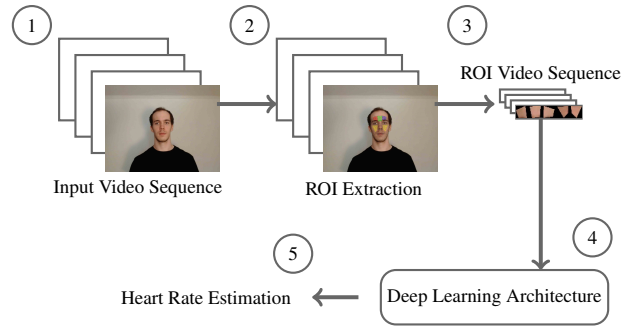 1
2
3
ROI Video Sequence
Input Video Sequence
ROI Extraction
4
5
Heart Rate Estimation
Deep Learning Architecture